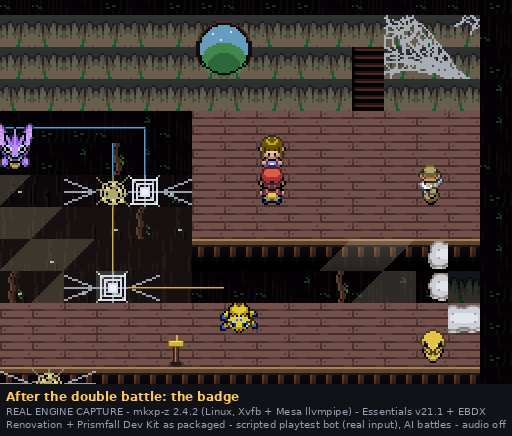 After the double battle: the badge
REAL ENGINE CAPTURE - mkxp-z 2.4.2 (Linux, Xvfb + Mesa llvmpipe) - Essentials v21.1 + EBDX
Renovation + Prismfall Dev Kit as packaged - scripted playtest bot (real input), AI battles - audio off